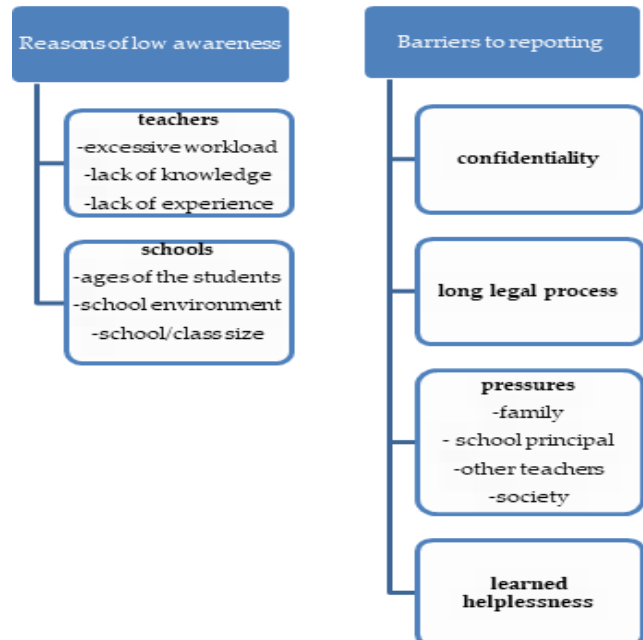 Reasons of low awareness
teachers
-excessive workload
-lack of knowledge
-lack of experience
schools
-ages of the students
-school environment
-school/class size
Barriers to reporting
confidentiality
long legal process
pressures
-family
- school principal
-other teachers
-society
learned
helplessness